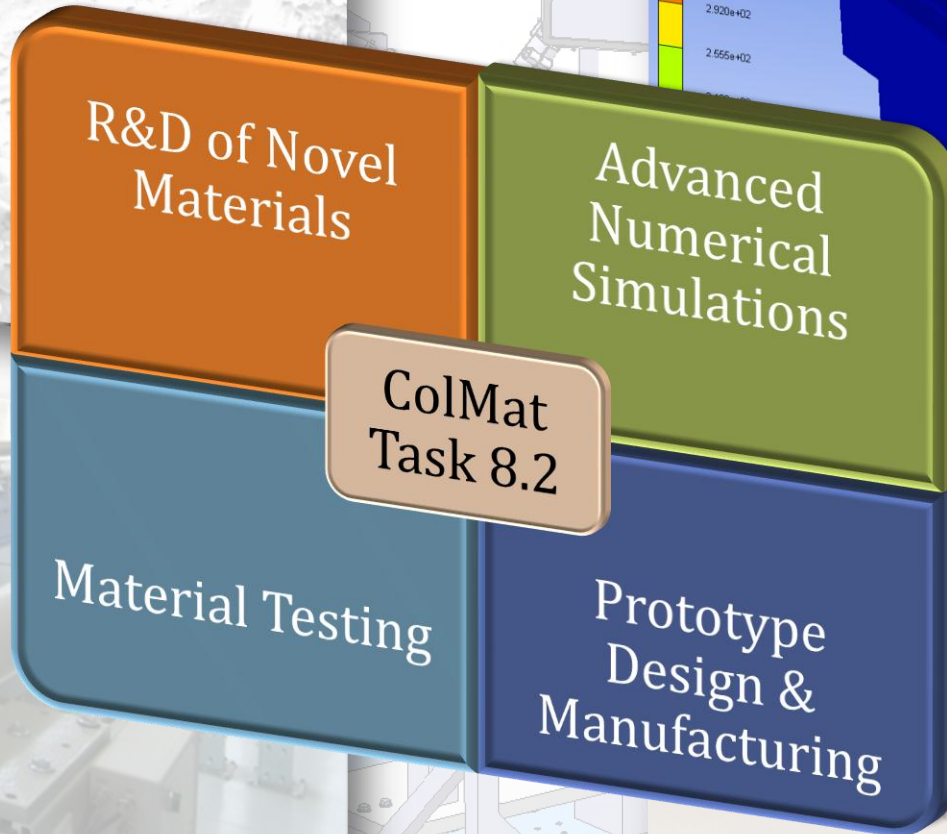 2.920e+02
2.555e+02
R&D of Novel
Materials
Advanced
Numerical
Simulations
ColMat
Task 8.2
Material Testing
Prototype
Design &
Manufacturing